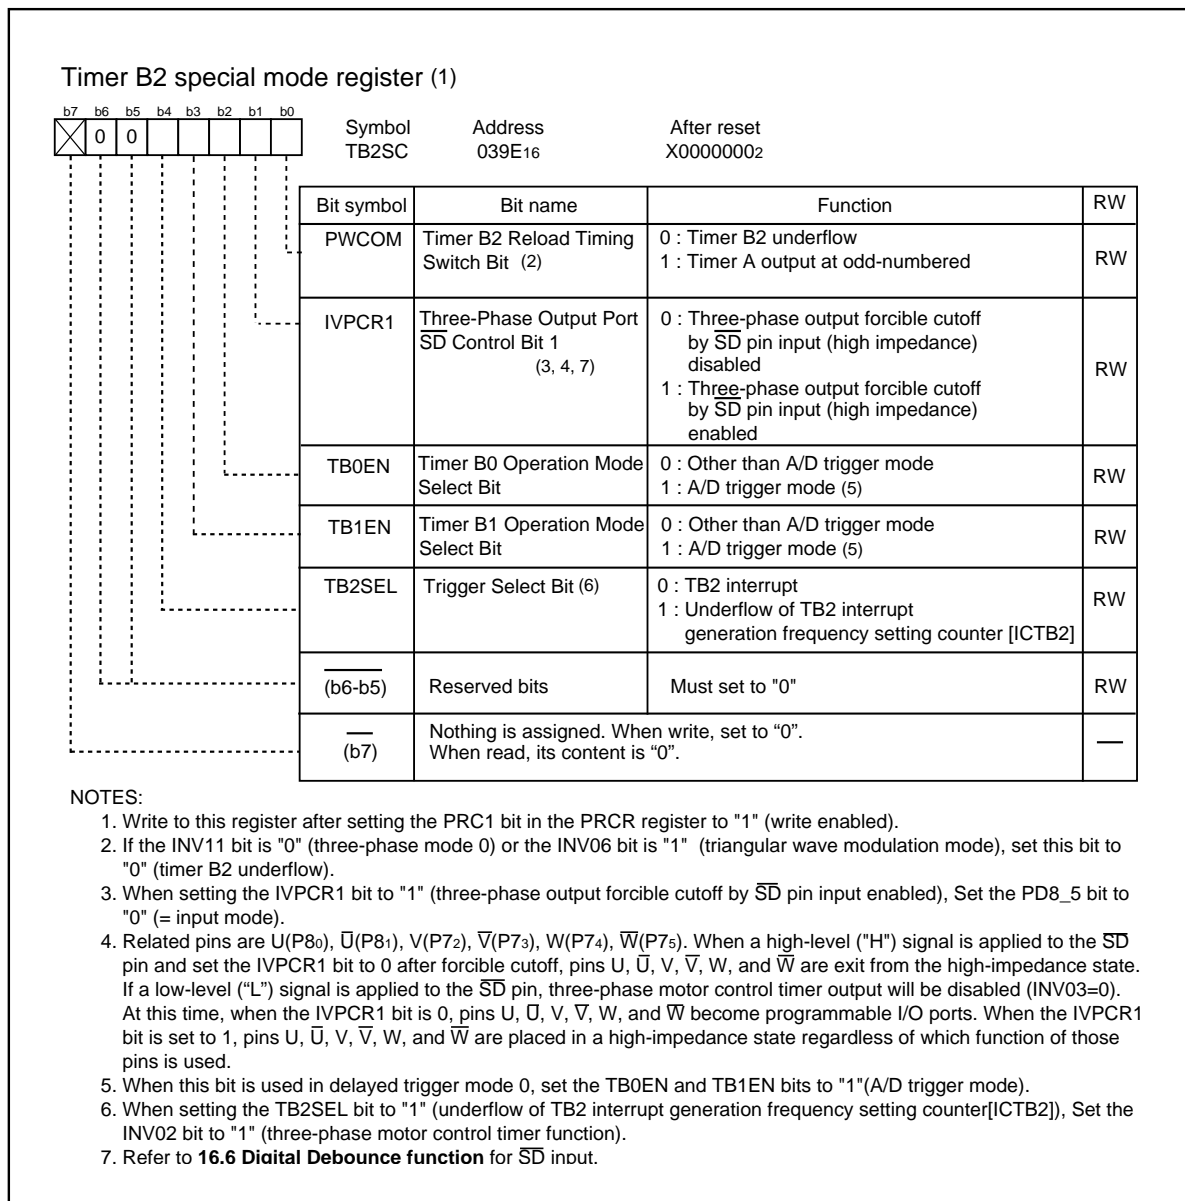 Timer B2 special mode register (1)
b7 b6 b5 b4 b3 b2 b1 b0
0 0
Symbol Address After reset
TB2SC 039E16 X00000002
Bit symbol Bit name Function RW
PWCOM Timer B2 Reload Timing 0 : Timer B2 underflow
Switch Bit (2) 1 : Timer A output at odd-numbered RW
IVPCR1 Three-Phase Output Port 0 : Three-phase output forcible cutoff
S̅D̅ Control Bit 1 by S̅D̅ pin input (high impedance)
(3, 4, 7) disabled
RW
1 : Three-phase output forcible cutoff
by S̅D̅ pin input (high impedance)
enabled
TB0EN Timer B0 Operation Mode 0 : Other than A/D trigger mode
Select Bit 1 : A/D trigger mode (5) RW
TB1EN Timer B1 Operation Mode 0 : Other than A/D trigger mode
Select Bit 1 : A/D trigger mode (5) RW
TB2SEL Trigger Select Bit (6) 0 : TB2 interrupt
1 : Underflow of TB2 interrupt RW
generation frequency setting counter [ICTB2]
(b6-b5) Reserved bits Must set to "0" RW
(b7) Nothing is assigned. When write, set to “0”.
When read, its content is “0”. —
NOTES:
1. Write to this register after setting the PRC1 bit in the PRCR register to "1" (write enabled).
2. If the INV11 bit is "0" (three-phase mode 0) or the INV06 bit is "1" (triangular wave modulation mode), set this bit to
"0" (timer B2 underflow).
3. When setting the IVPCR1 bit to "1" (three-phase output forcible cutoff by S̅D̅ pin input enabled), Set the PD8_5 bit to
"0" (= input mode).
4. Related pins are U(P80), U̅(P81), V(P72), V̅(P73), W(P74), W̅(P75). When a high-level ("H") signal is applied to the S̅D̅
pin and set the IVPCR1 bit to 0 after forcible cutoff, pins U, U̅, V, V̅, W, and W̅ are exit from the high-impedance state.
If a low-level (“L”) signal is applied to the S̅D̅ pin, three-phase motor control timer output will be disabled (INV03=0).
At this time, when the IVPCR1 bit is 0, pins U, U̅, V, V̅, W, and W̅ become programmable I/O ports. When the IVPCR1
bit is set to 1, pins U, U̅, V, V̅, W, and W̅ are placed in a high-impedance state regardless of which function of those
pins is used.
5. When this bit is used in delayed trigger mode 0, set the TB0EN and TB1EN bits to "1"(A/D trigger mode).
6. When setting the TB2SEL bit to "1" (underflow of TB2 interrupt generation frequency setting counter[ICTB2]), Set the
INV02 bit to "1" (three-phase motor control timer function).
7. Refer to 16.6 Digital Debounce function for S̅D̅ input.